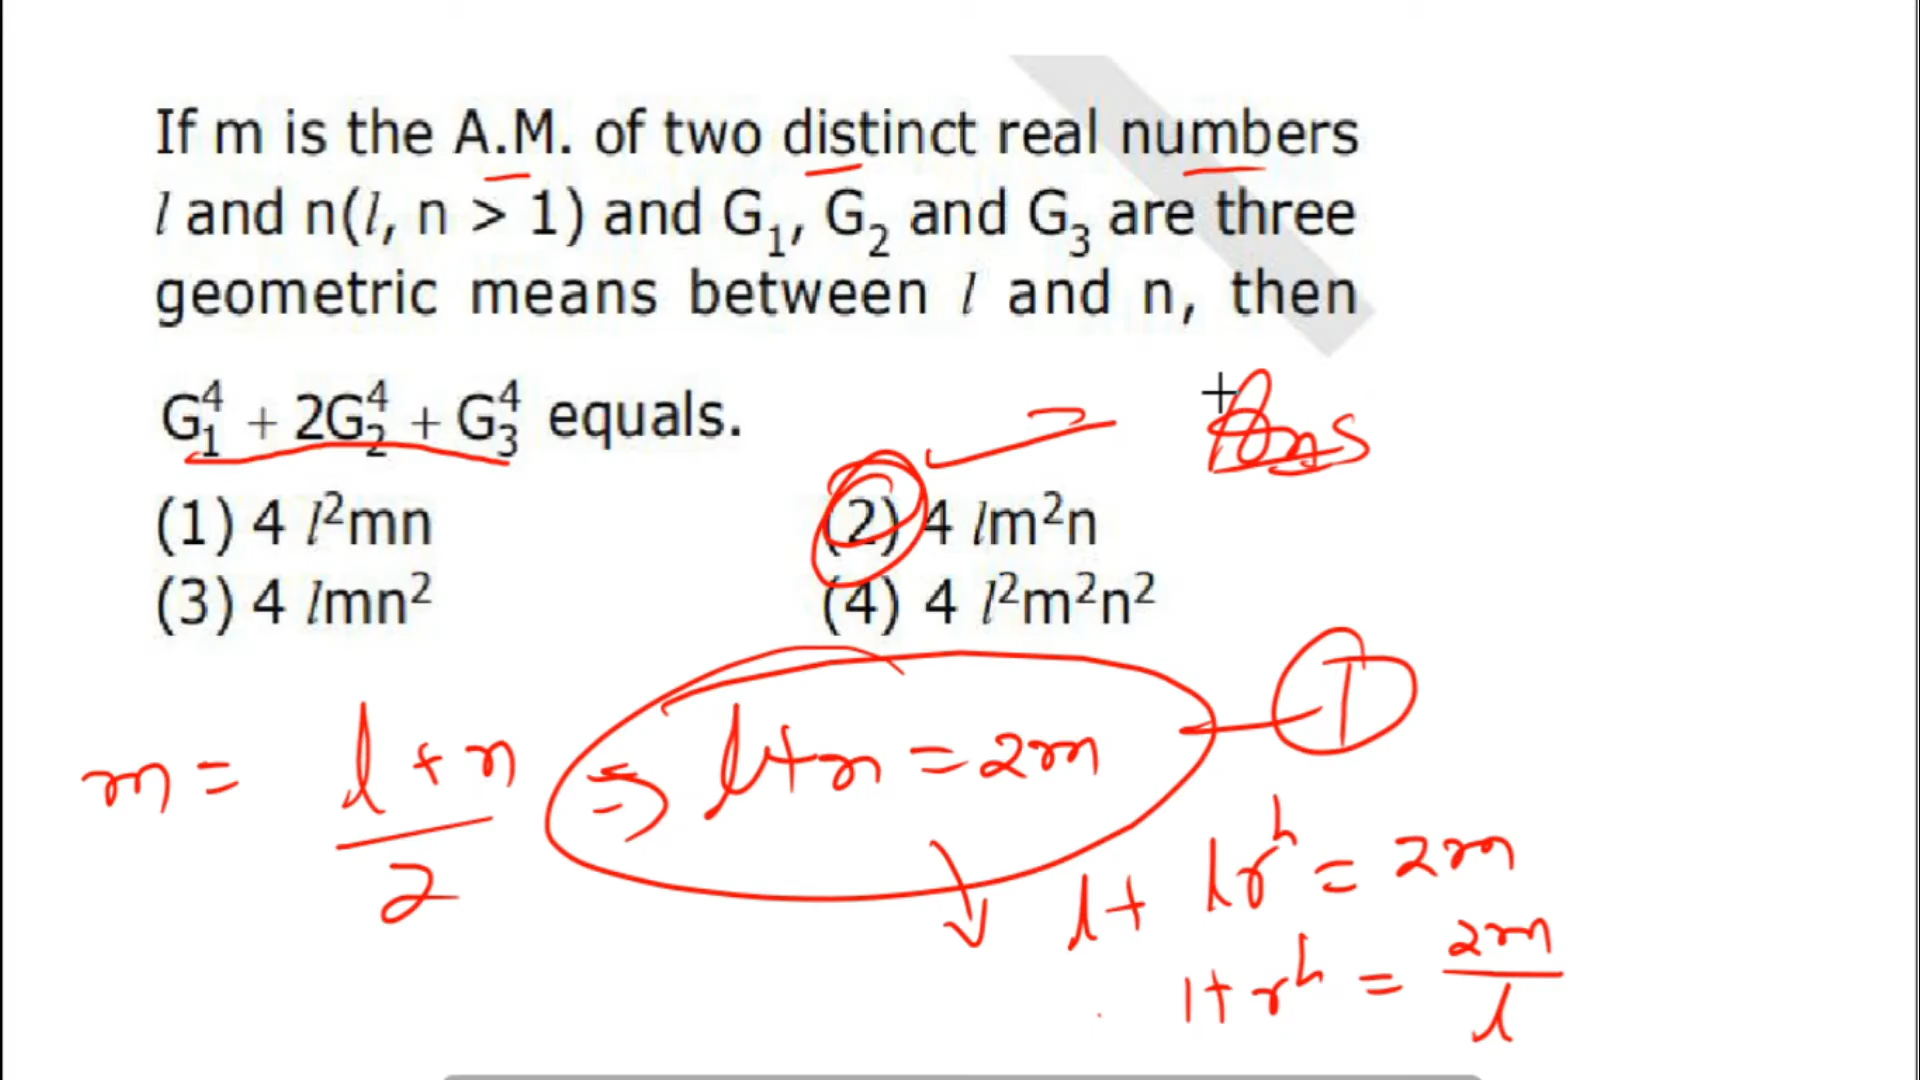 If m is the A.M. of two distinct real numbers
l and n(l, n > 1) and G₁, G₂ and G₃ are three
geometric means between l and n, then
G₁⁴ + 2G₂⁴ + G₃⁴ equals.
Ans
(1) 4 l²mn (2) 4 lm²n
(3) 4 lmn² (4) 4 l²m²n²
m = l + n / 2 ⇒ l + n = 2m — I
l + lr⁴ = 2m
1 + r⁴ = 2m / l